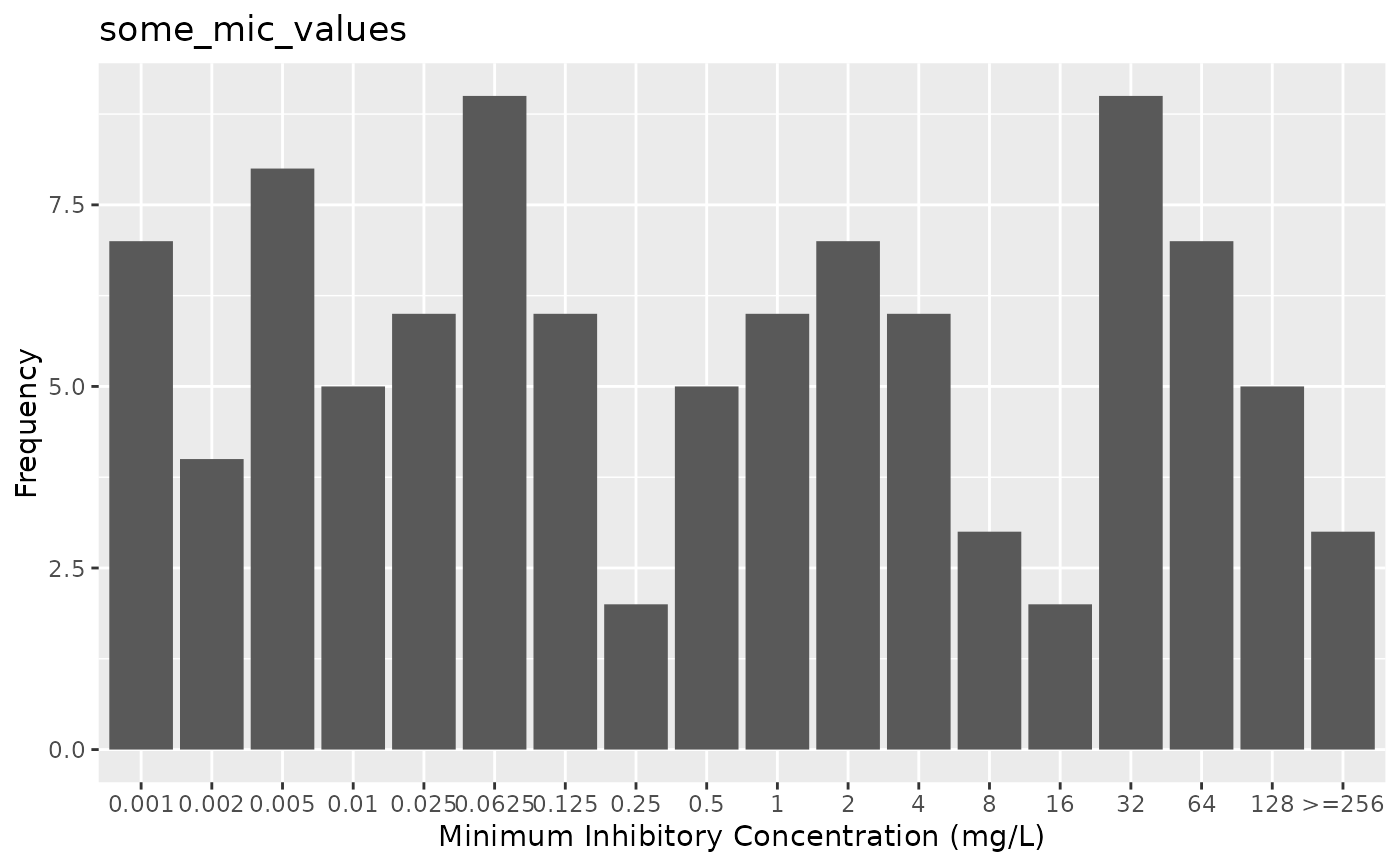 some_mic_values
Frequency
7.5
5.0
2.5
0.0
0.001 0.002 0.005 0.01 0.025 0.0625 0.125 0.25 0.5 1 2 4 8 16 32 64 128 >=256
Minimum Inhibitory Concentration (mg/L)